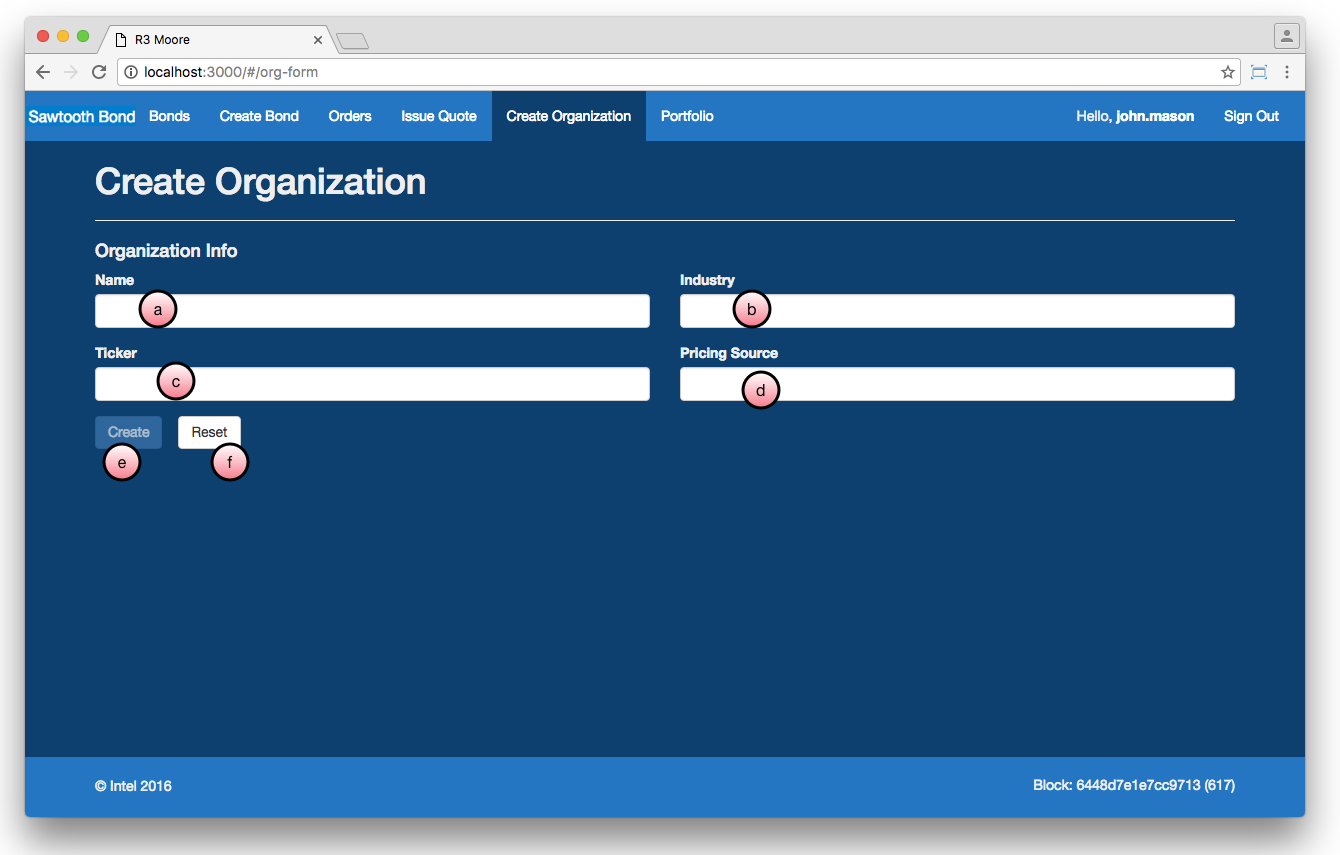 R3 Moore
localhost:3000/#/org-form
Sawtooth Bond Bonds Create Bond Orders Issue Quote Create Organization Portfolio Hello, john.mason Sign Out
Create Organization
Organization Info
Name Industry
a b
Ticker Pricing Source
c d
Create Reset
e f
© Intel 2016 Block: 6448d7e1e7cc9713 (617)